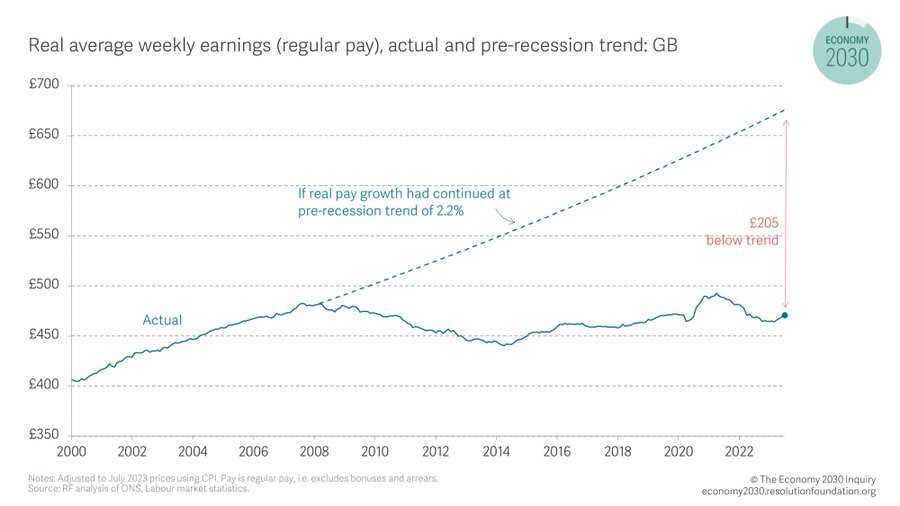 Real average weekly earnings (regular pay), actual and pre-recession trend: GB
ECONOMY
2030
£700
£650
£600
£550
£500
£450
£400
£350
If real pay growth had continued at
pre-recession trend of 2.2%
£205
below trend
Actual
2000 2002 2004 2006 2008 2010 2012 2014 2016 2018 2020 2022
Notes: Adjusted to July 2023 prices using CPI. Pay is regular pay, i.e. excludes bonuses and arrears.
Source: RF analysis of ONS, Labour market statistics.
© The Economy 2030 Inquiry
economy2030.resolutionfoundation.org